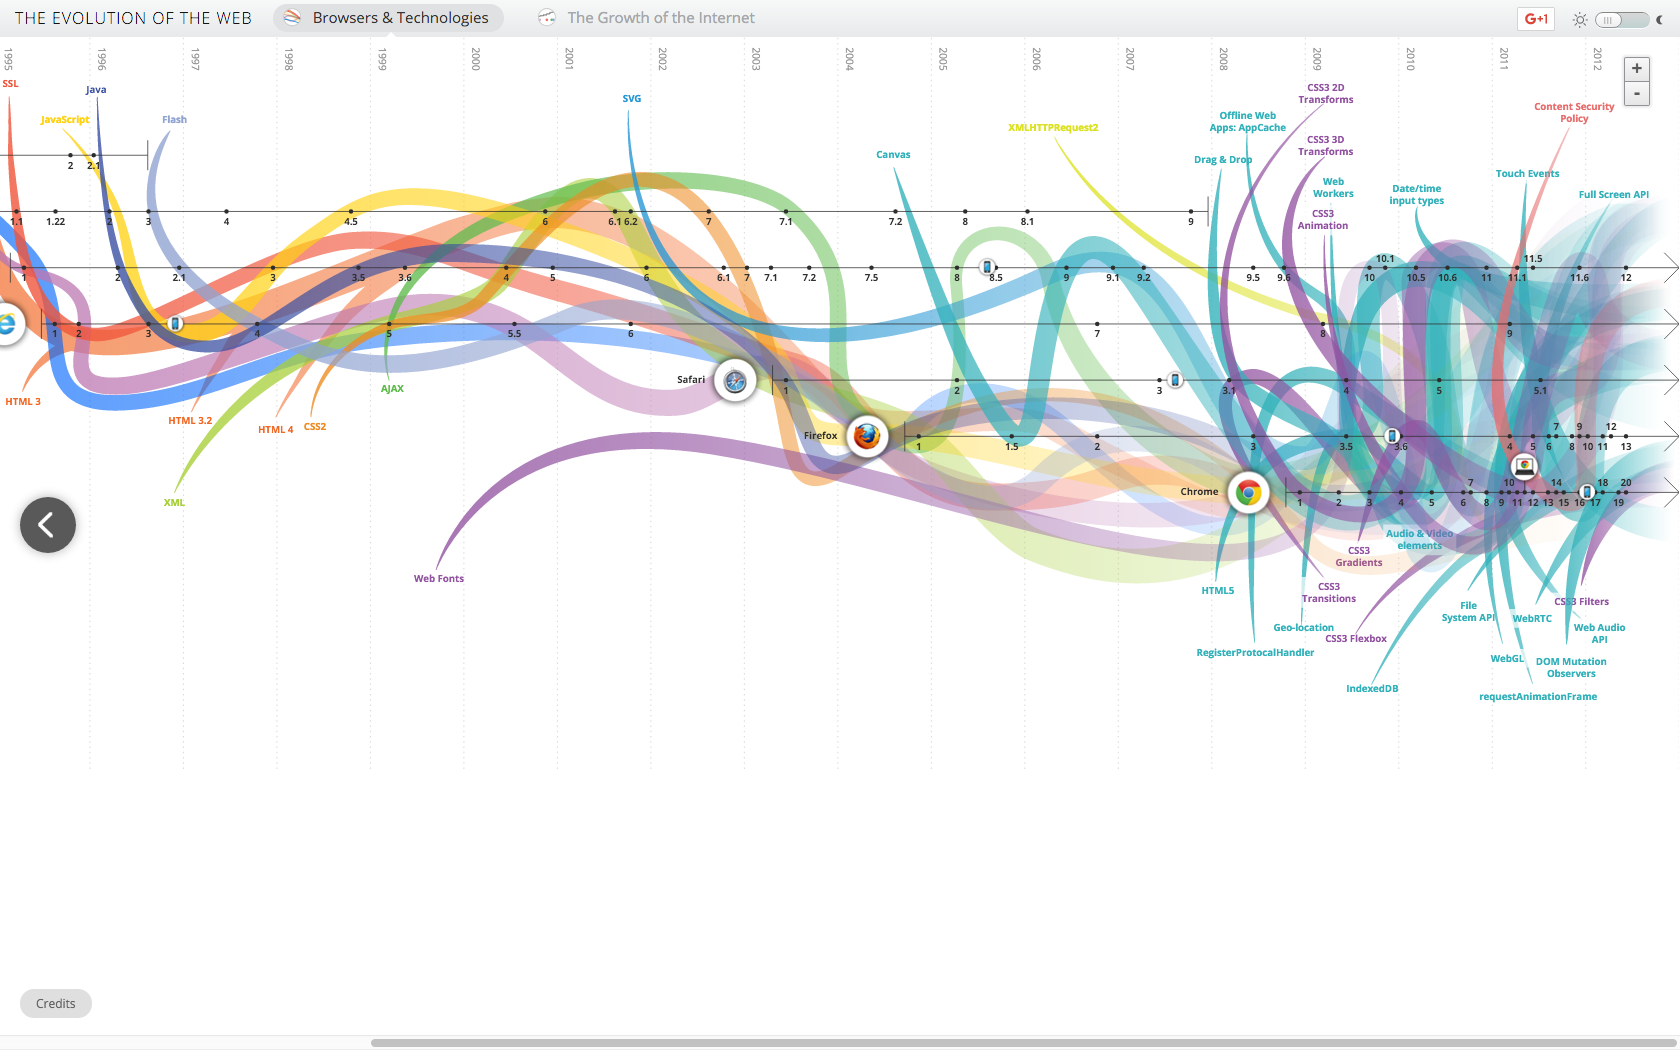 THE EVOLUTION OF THE WEB
Browsers & Technologies
The Growth of the Internet
G+1
1995 1996 1997 1998 1999 2000 2001 2002 2003 2004 2005 2006 2007 2008 2009 2010 2011 2012
+
-
SSL
Java
JavaScript
Flash
SVG
Canvas
XMLHTTPRequest2
Offline Web
Apps: AppCache
Drag & Drop
CSS3 2D
Transforms
CSS3 3D
Transforms
Web
Workers
CSS3
Animation
Date/time
input types
Content Security
Policy
Touch Events
Full Screen API
2 2.1
1.1 1.22 2 3 4 4.5 6 6.1 6.2 7 7.1 7.2 8 8.1 9
10.1 11.5
1 2 2.1 3 3.5 3.6 4 5 6 6.1 7 7.1 7.2 7.5 8 8.5 9 9.1 9.2 9.5 9.6 10 10.5 10.6 11 11.1 11.6 12
1 2 3 4 5 5.5 6 7 8 9
Safari
1 2 3 3.1 4 5 5.1
Firefox
7 9 12
1 1.5 2 3 3.5 3.6 4 5 6 8 10 11 13
Chrome
7 10 14 18 20
1 2 3 4 5 6 8 9 11 12 13 15 16 17 19
HTML 3
HTML 3.2
HTML 4
CSS2
AJAX
XML
Web Fonts
HTML5
RegisterProtocalHandler
Geo-location
CSS3
Transitions
CSS3
Gradients
CSS3 Flexbox
Audio & Video
elements
IndexedDB
File
System API
WebGL
WebRTC
requestAnimationFrame
CSS3 Filters
Web Audio
API
DOM Mutation
Observers
Credits